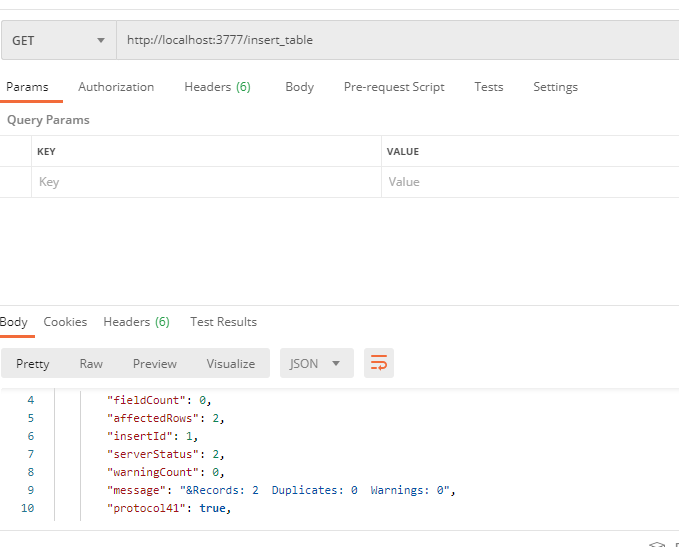 GET http://localhost:3777/insert_table
Params Authorization Headers (6) Body Pre-request Script Tests Settings
Query Params
KEY VALUE
Key Value
Body Cookies Headers (6) Test Results
Pretty Raw Preview Visualize JSON
4 "fieldCount": 0,
5 "affectedRows": 2,
6 "insertId": 1,
7 "serverStatus": 2,
8 "warningCount": 0,
9 "message": "&Records: 2  Duplicates: 0  Warnings: 0",
10 "protocol41": true,